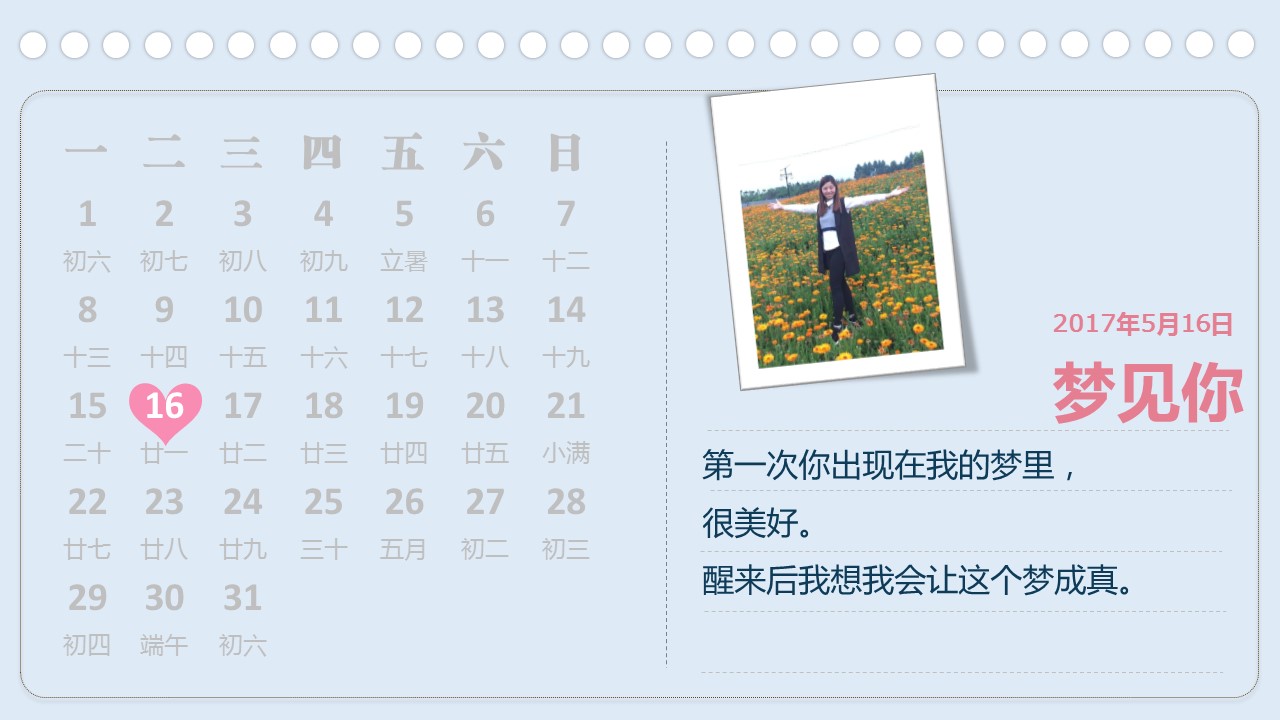 一 二 三 四 五 六 日
1 2 3 4 5 6 7
初六 初七 初八 初九 立暑 十一 十二
8 9 10 11 12 13 14
十三 十四 十五 十六 十七 十八 十九
15 16 17 18 19 20 21
二十 廿一 廿二 廿三 廿四 廿五 小满
22 23 24 25 26 27 28
廿七 廿八 廿九 三十 五月 初二 初三
29 30 31
初四 端午 初六
2017年5月16日
梦见你
第一次你出现在我的梦里，
很美好。
醒来后我想我会让这个梦成真。